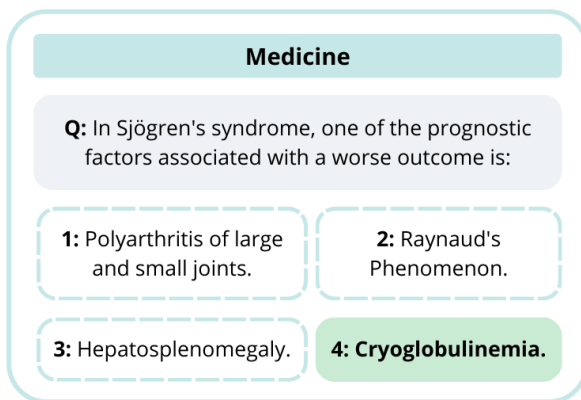 Medicine
Q: In Sjögren's syndrome, one of the prognostic
factors associated with a worse outcome is:
1: Polyarthritis of large
and small joints.
2: Raynaud's
Phenomenon.
3: Hepatosplenomegaly.
4: Cryoglobulinemia.